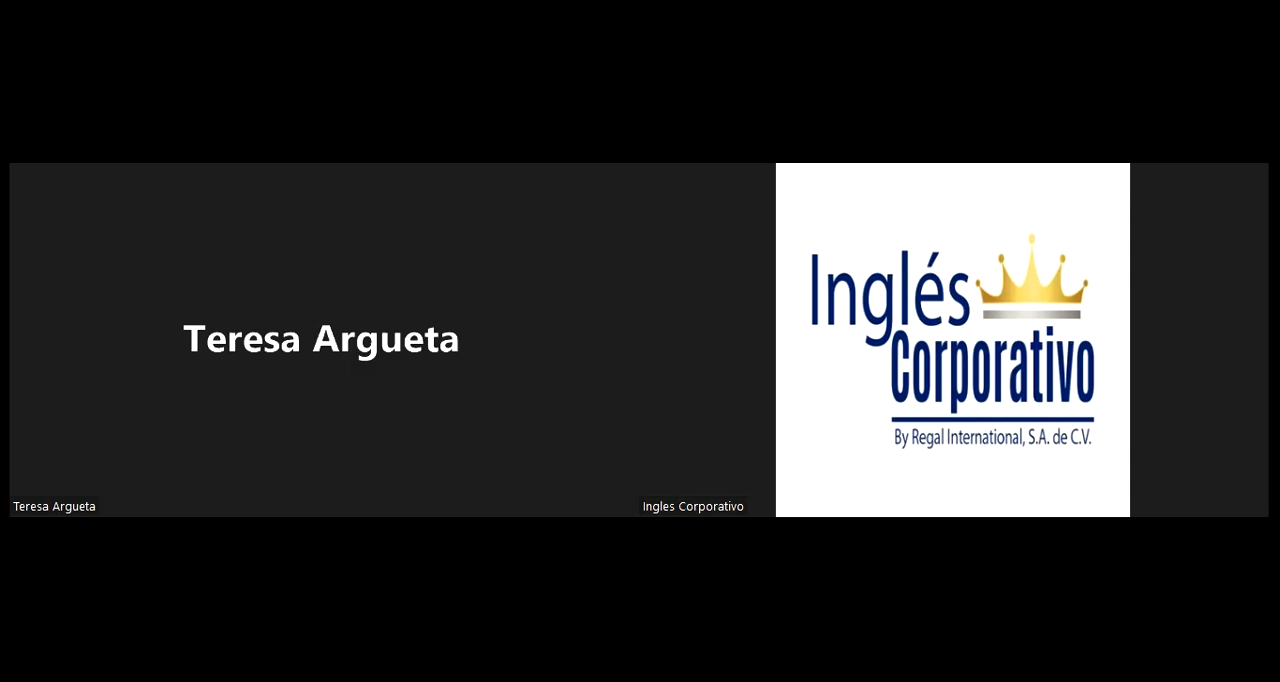 Teresa Argueta
Teresa Argueta
Inglés
Corporativo
By Regal International, S.A. de C.V.
Ingles Corporativo